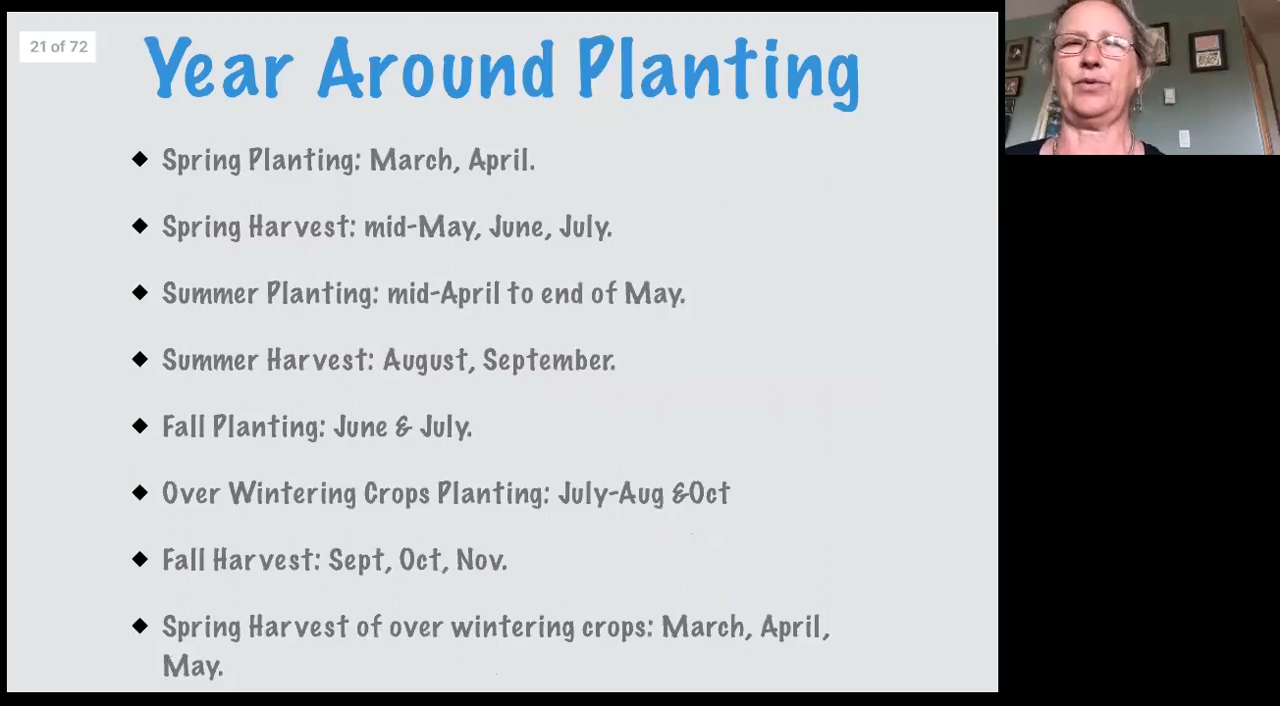 21 of 72
Year Around Planting
Spring Planting: March, April.
Spring Harvest: mid-May, June, July.
Summer Planting: mid-April to end of May.
Summer Harvest: August, September.
Fall Planting: June & July.
Over Wintering Crops Planting: July-Aug &Oct
Fall Harvest: Sept, Oct, Nov.
Spring Harvest of over wintering crops: March, April,
May.